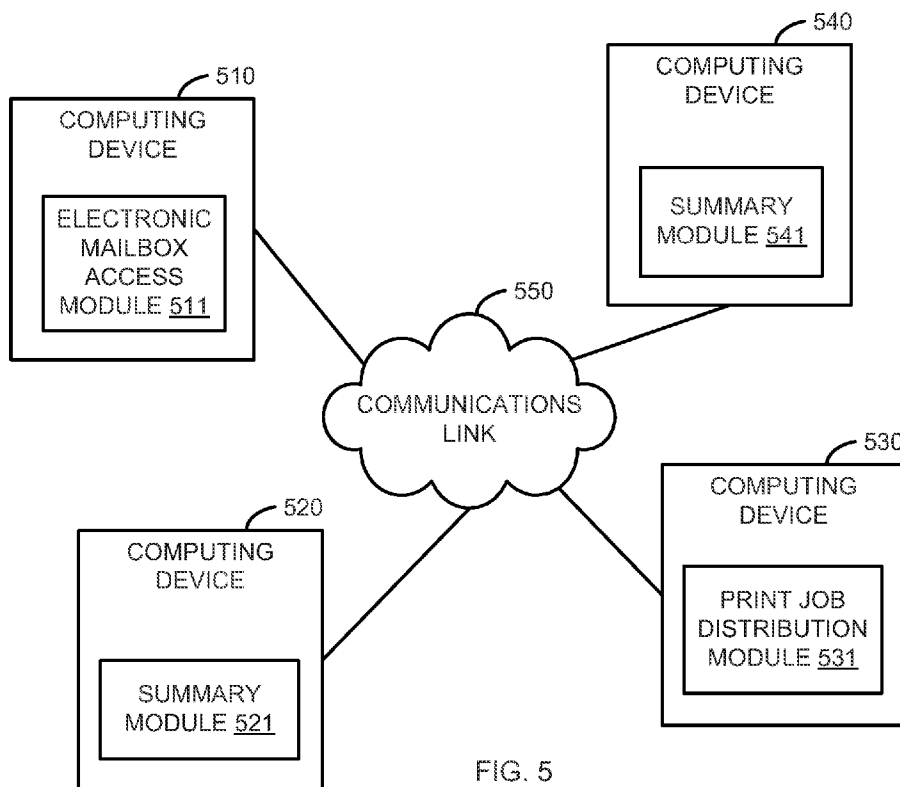 510
COMPUTING
DEVICE
ELECTRONIC
MAILBOX
ACCESS
MODULE 511
540
COMPUTING
DEVICE
SUMMARY
MODULE 541
550
COMMUNICATIONS
LINK
520
COMPUTING
DEVICE
SUMMARY
MODULE 521
530
COMPUTING
DEVICE
PRINT JOB
DISTRIBUTION
MODULE 531
FIG. 5